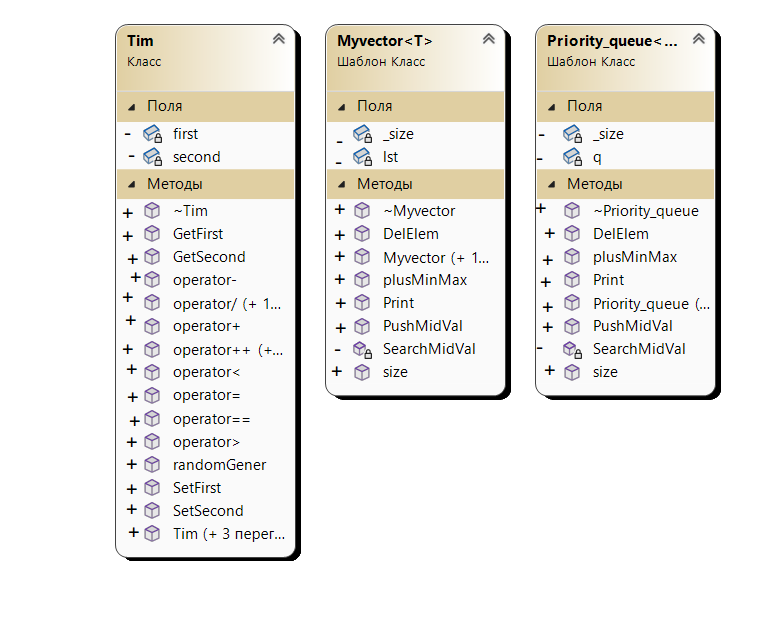 Tim
Класс
Поля
- first
- second
Методы
+ ~Tim
+ GetFirst
+ GetSecond
+ operator-
+ operator/ (+ 1...
+ operator+
+ operator++ (+...
+ operator<
+ operator=
+ operator==
+ operator>
+ randomGener
+ SetFirst
+ SetSecond
+ Tim (+ 3 перег...
Myvector<T>
Шаблон Класс
Поля
- _size
- lst
Методы
+ ~Myvector
+ DelElem
+ Myvector (+ 1...
+ plusMinMax
+ Print
+ PushMidVal
- SearchMidVal
+ size
Priority_queue<...
Шаблон Класс
Поля
- _size
- q
Методы
+ ~Priority_queue
+ DelElem
+ plusMinMax
+ Print
+ Priority_queue (...
+ PushMidVal
- SearchMidVal
+ size